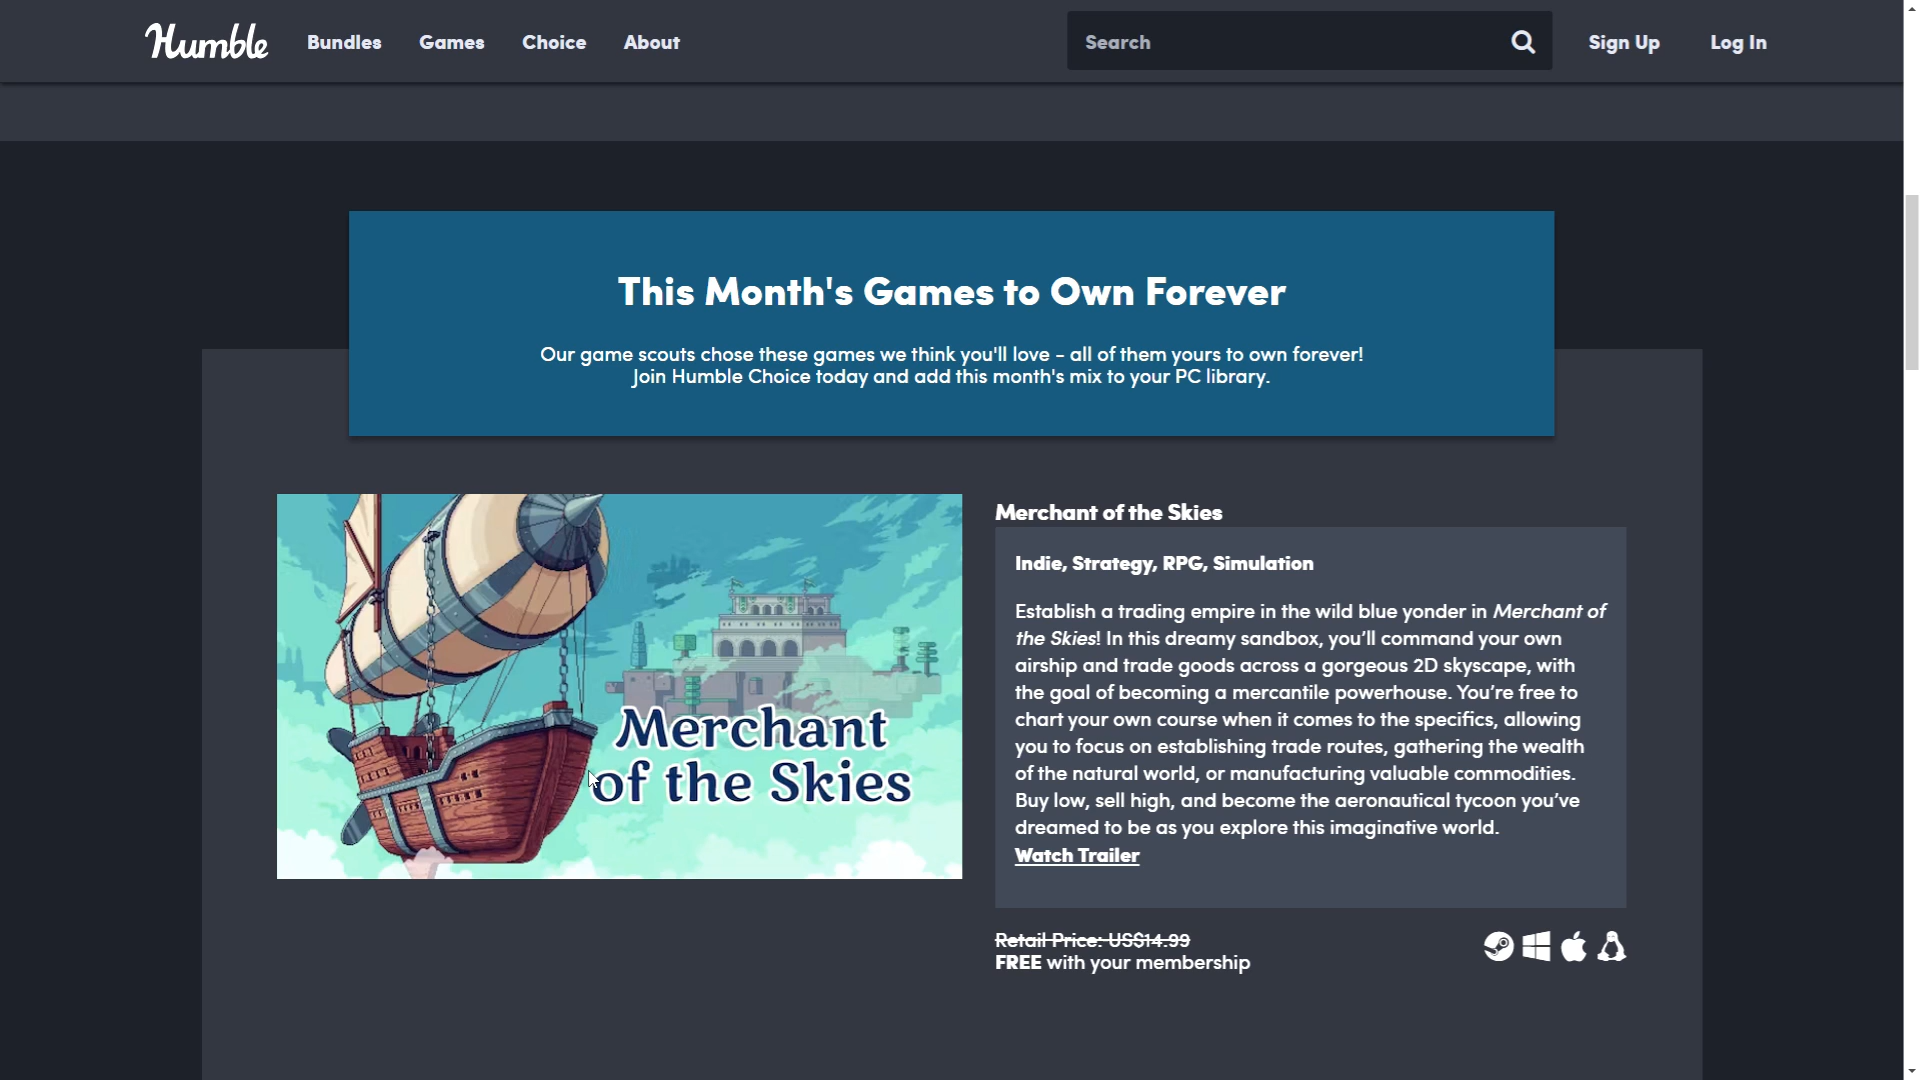 Humble
Bundles
Games
Choice
About
Search
Sign Up
Log In
This Month's Games to Own Forever
Our game scouts chose these games we think you'll love - all of them yours to own forever!
Join Humble Choice today and add this month's mix to your PC library.
Merchant
of the Skies
Merchant of the Skies
Indie, Strategy, RPG, Simulation
Establish a trading empire in the wild blue yonder in Merchant of
the Skies! In this dreamy sandbox, you’ll command your own
airship and trade goods across a gorgeous 2D skyscape, with
the goal of becoming a mercantile powerhouse. You’re free to
chart your own course when it comes to the specifics, allowing
you to focus on establishing trade routes, gathering the wealth
of the natural world, or manufacturing valuable commodities.
Buy low, sell high, and become the aeronautical tycoon you’ve
dreamed to be as you explore this imaginative world.
Watch Trailer
Retail Price: US$14.99
FREE with your membership